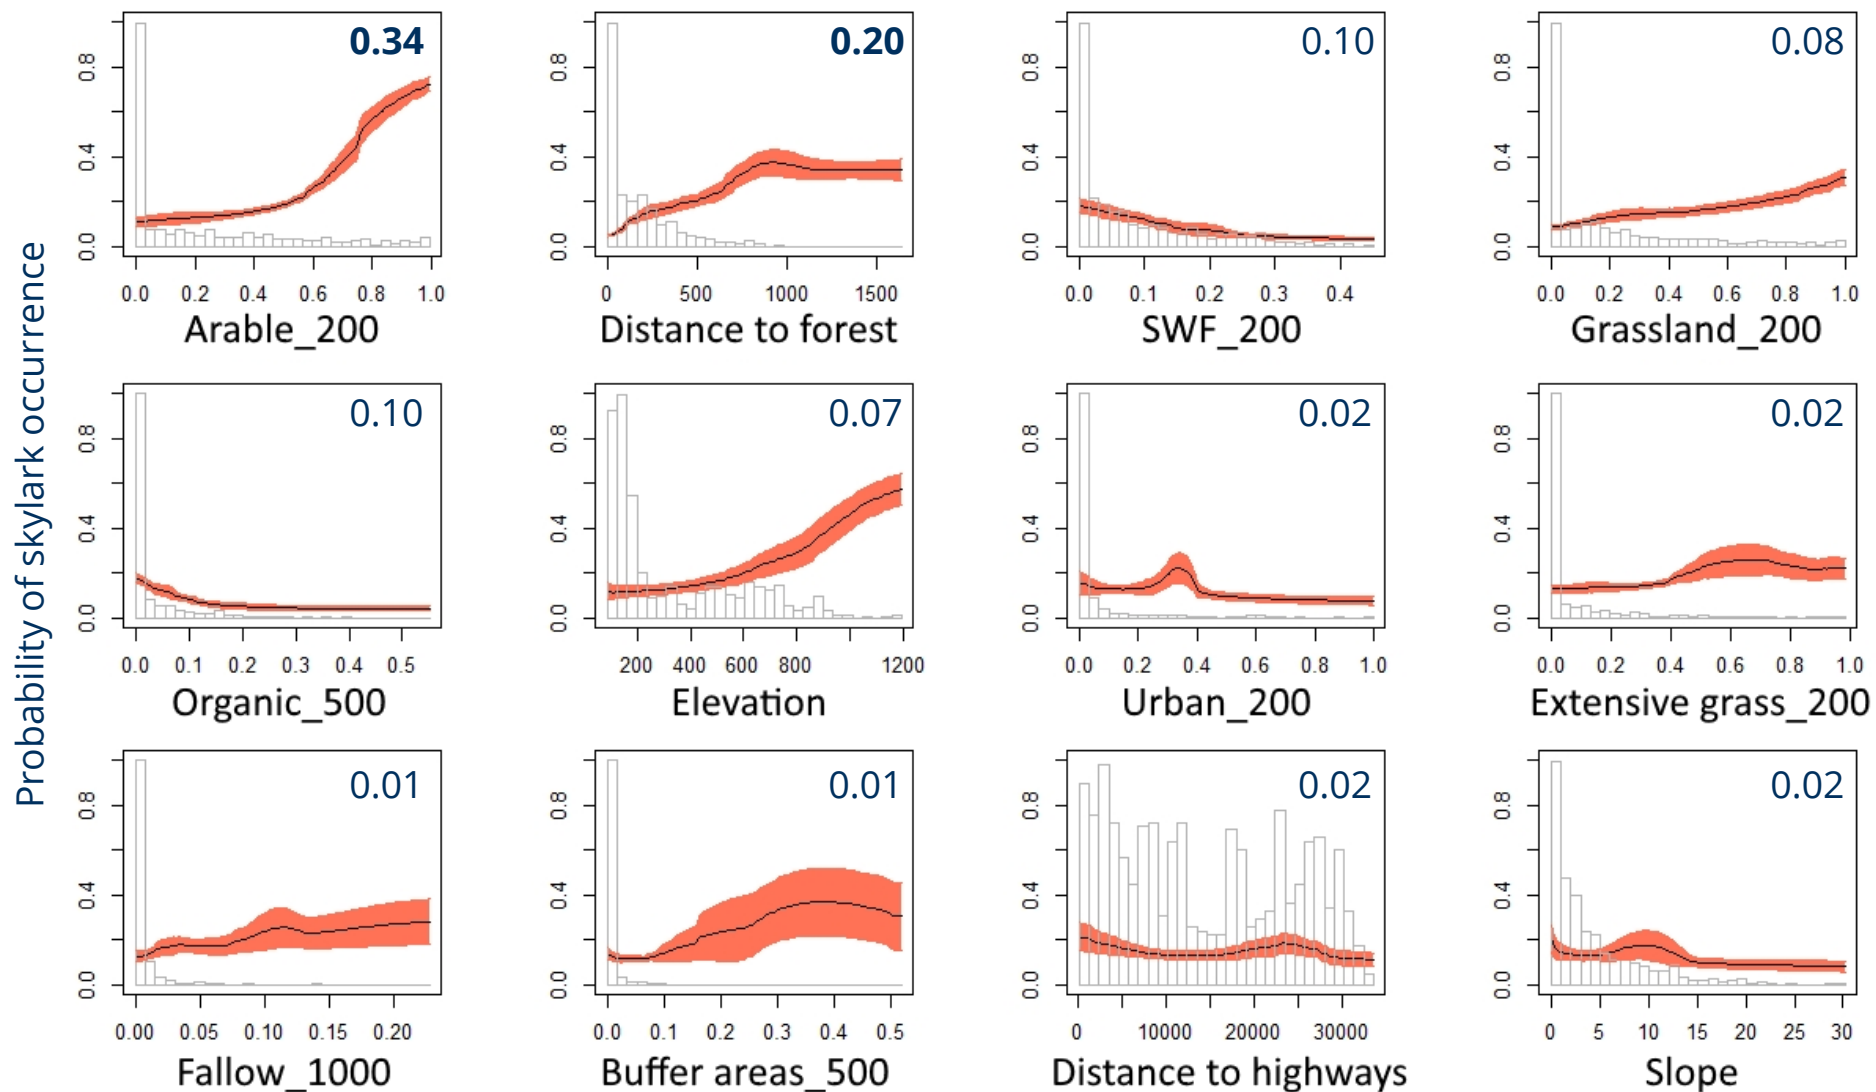 Probability of skylark occurrence
0.34
0.8
0.4
0.0
0.0 0.2 0.4 0.6 0.8 1.0
Arable_200
0.20
0.8
0.4
0.0
0 500 1000 1500
Distance to forest
0.10
0.8
0.4
0.0
0.0 0.1 0.2 0.3 0.4
SWF_200
0.08
0.8
0.4
0.0
0.0 0.2 0.4 0.6 0.8 1.0
Grassland_200
0.10
0.8
0.4
0.0
0.0 0.1 0.2 0.3 0.4 0.5
Organic_500
0.07
0.8
0.4
0.0
200 400 600 800 1200
Elevation
0.02
0.8
0.4
0.0
0.0 0.2 0.4 0.6 0.8 1.0
Urban_200
0.02
0.8
0.4
0.0
0.0 0.2 0.4 0.6 0.8 1.0
Extensive grass_200
0.01
0.8
0.4
0.0
0.00 0.05 0.10 0.15 0.20
Fallow_1000
0.01
0.8
0.4
0.0
0.0 0.1 0.2 0.3 0.4 0.5
Buffer areas_500
0.02
0.8
0.4
0.0
0 10000 20000 30000
Distance to highways
0.02
0.8
0.4
0.0
0 5 10 15 20 25 30
Slope